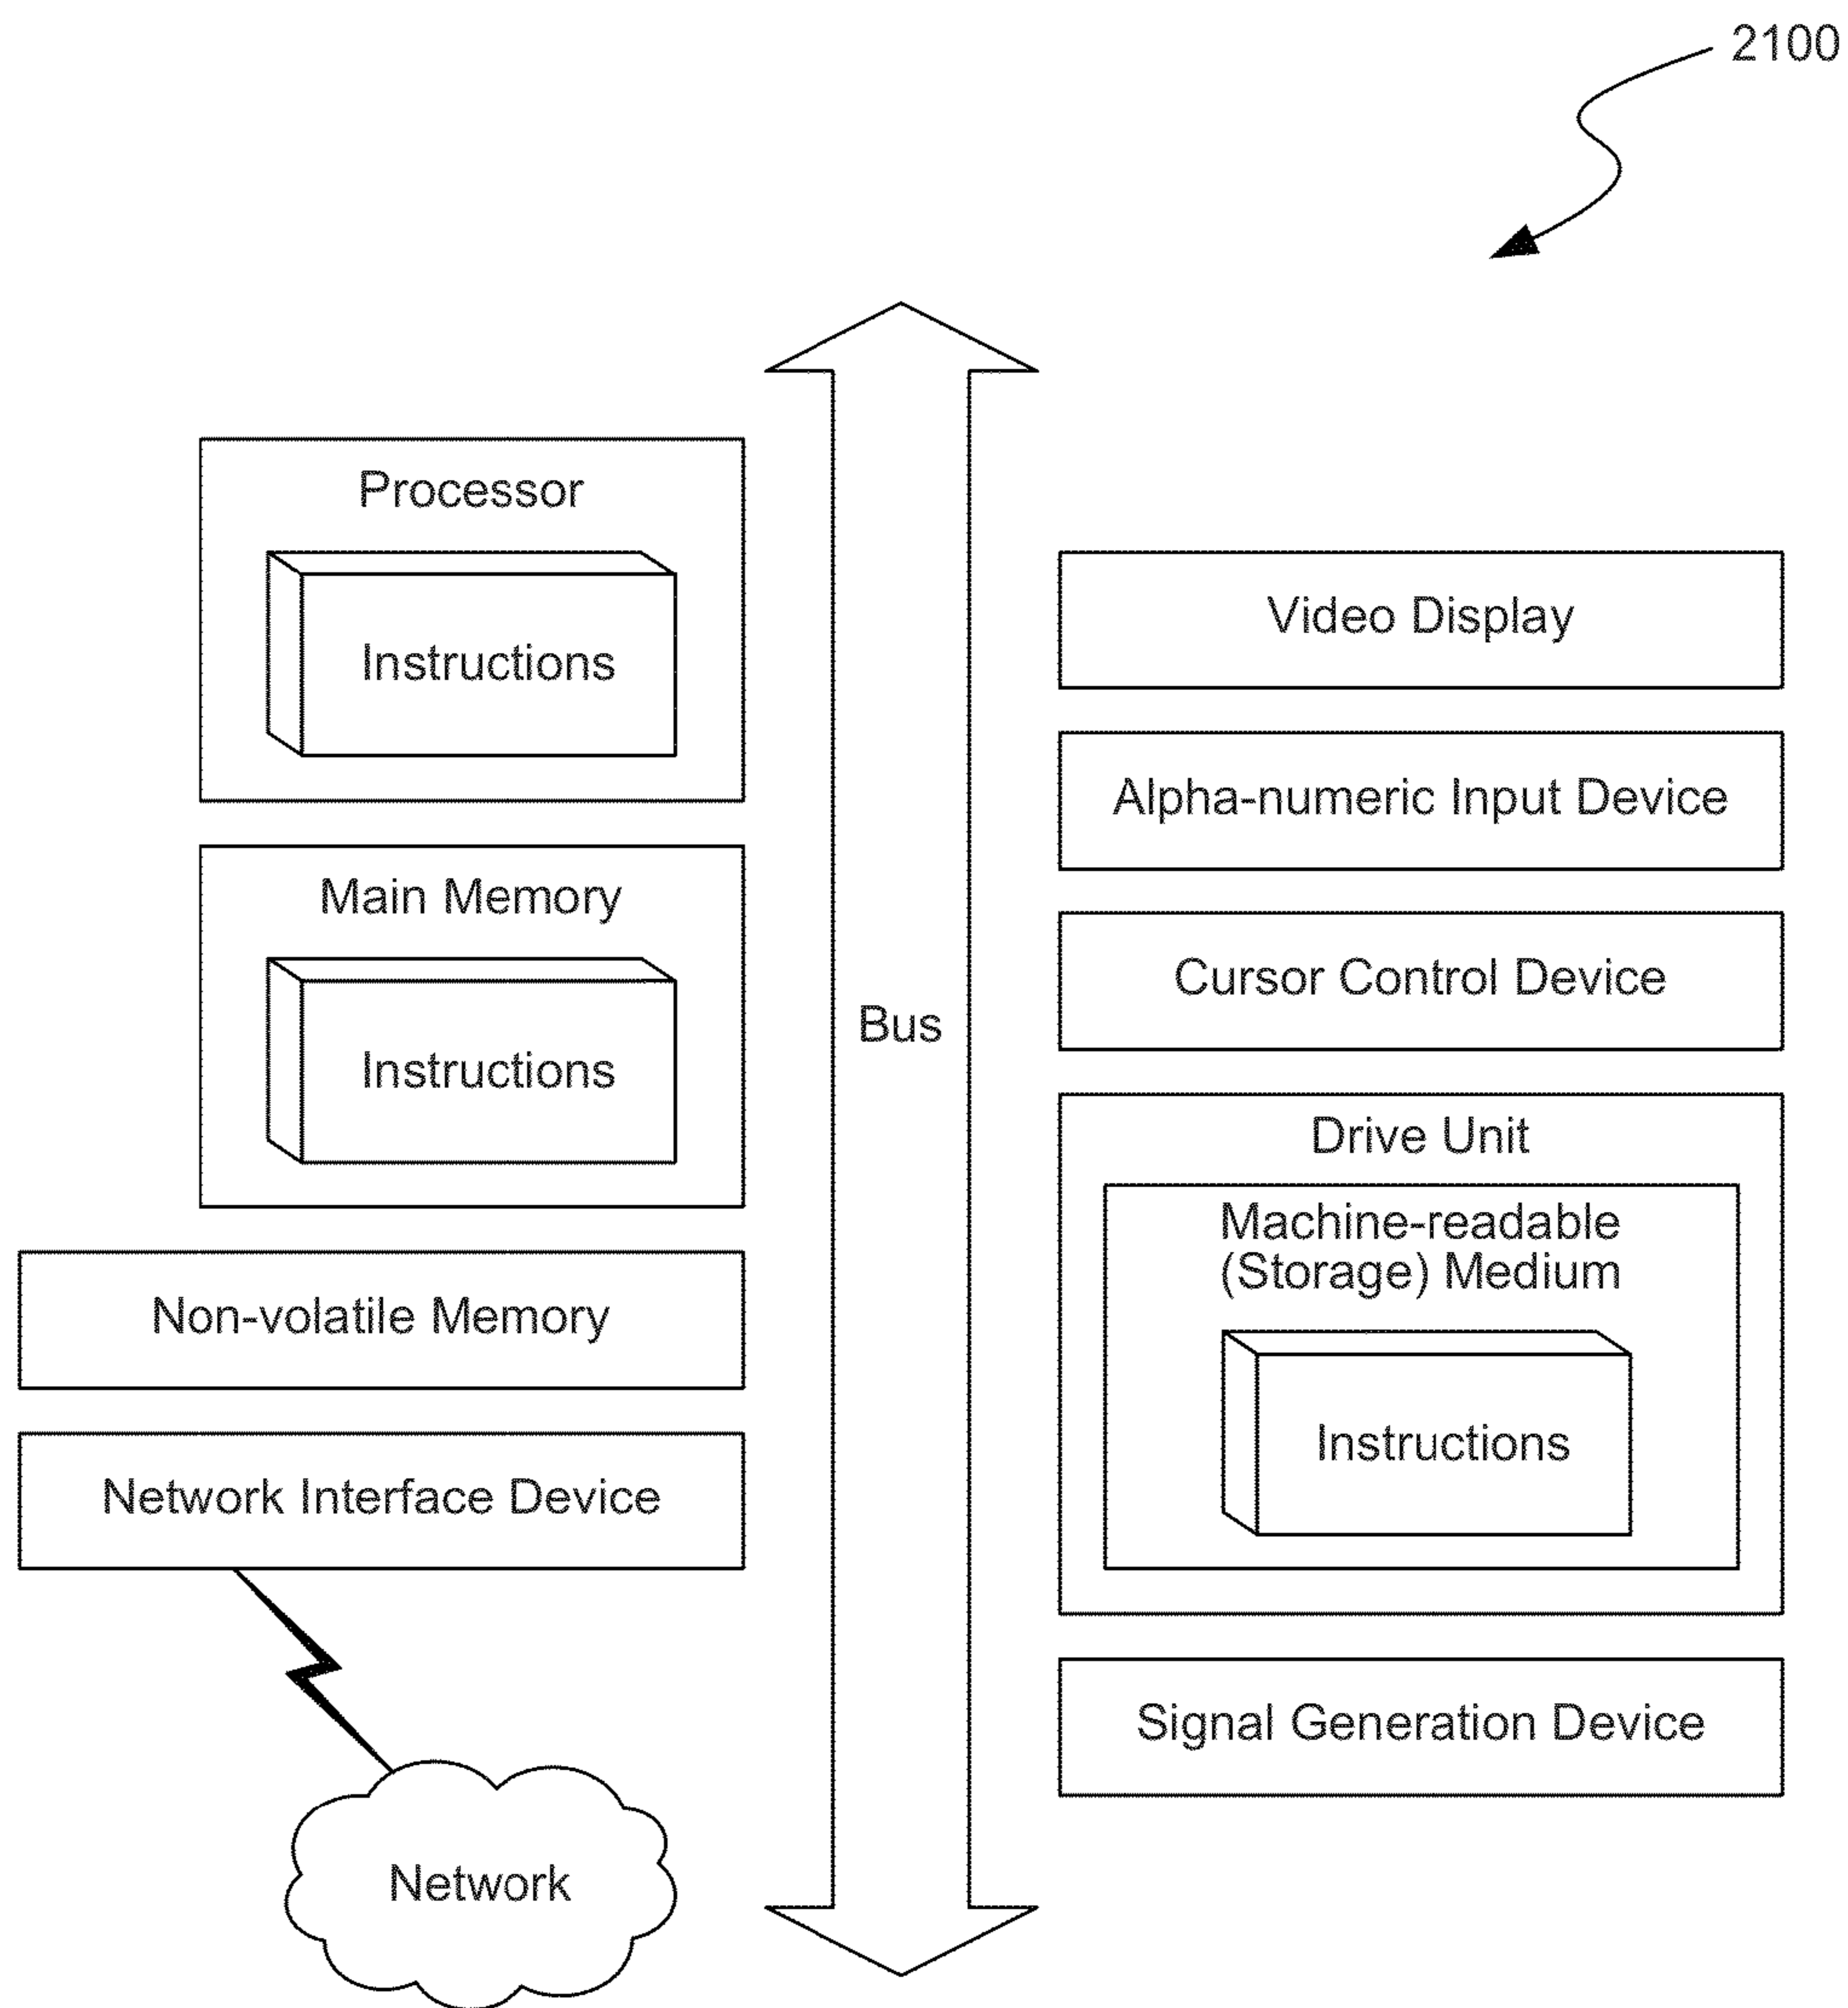 2100
Processor
Instructions
Main Memory
Instructions
Non-volatile Memory
Network Interface Device
Network
Bus
Video Display
Alpha-numeric Input Device
Cursor Control Device
Drive Unit
Machine-readable
(Storage) Medium
Instructions
Signal Generation Device